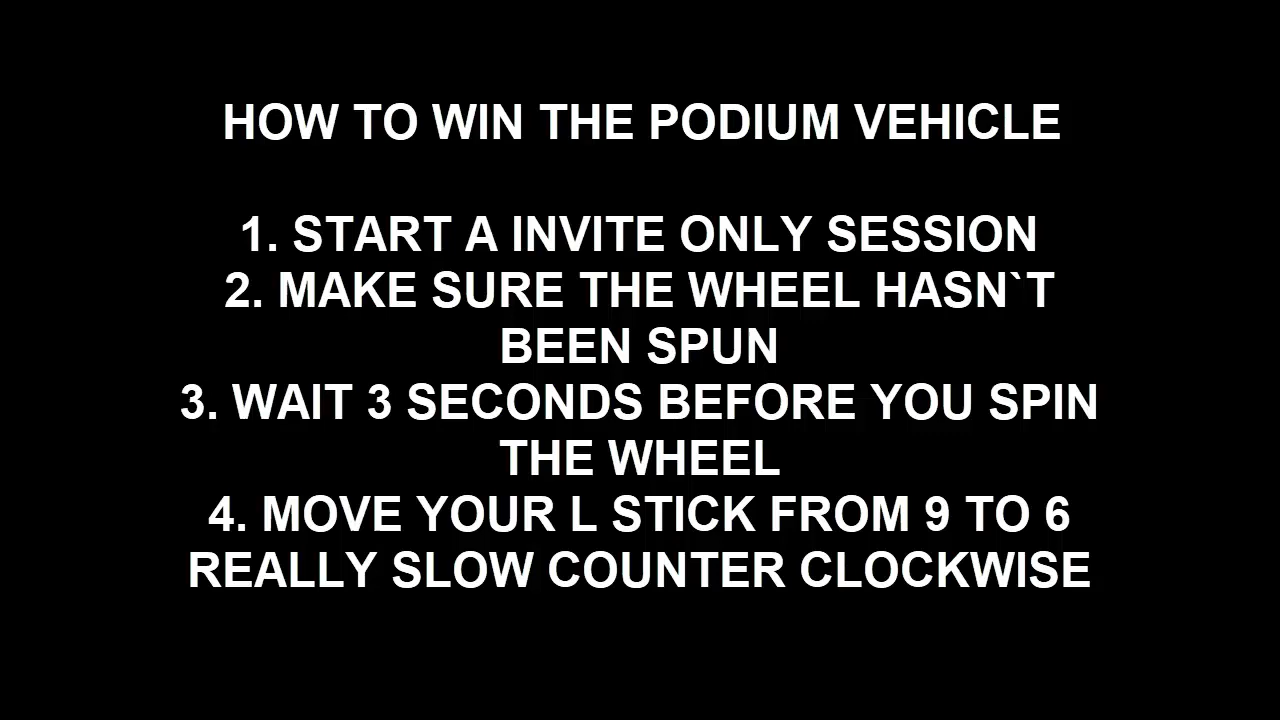 HOW TO WIN THE PODIUM VEHICLE
1. START A INVITE ONLY SESSION
2. MAKE SURE THE WHEEL HASN`T
BEEN SPUN
3. WAIT 3 SECONDS BEFORE YOU SPIN
THE WHEEL
4. MOVE YOUR L STICK FROM 9 TO 6
REALLY SLOW COUNTER CLOCKWISE